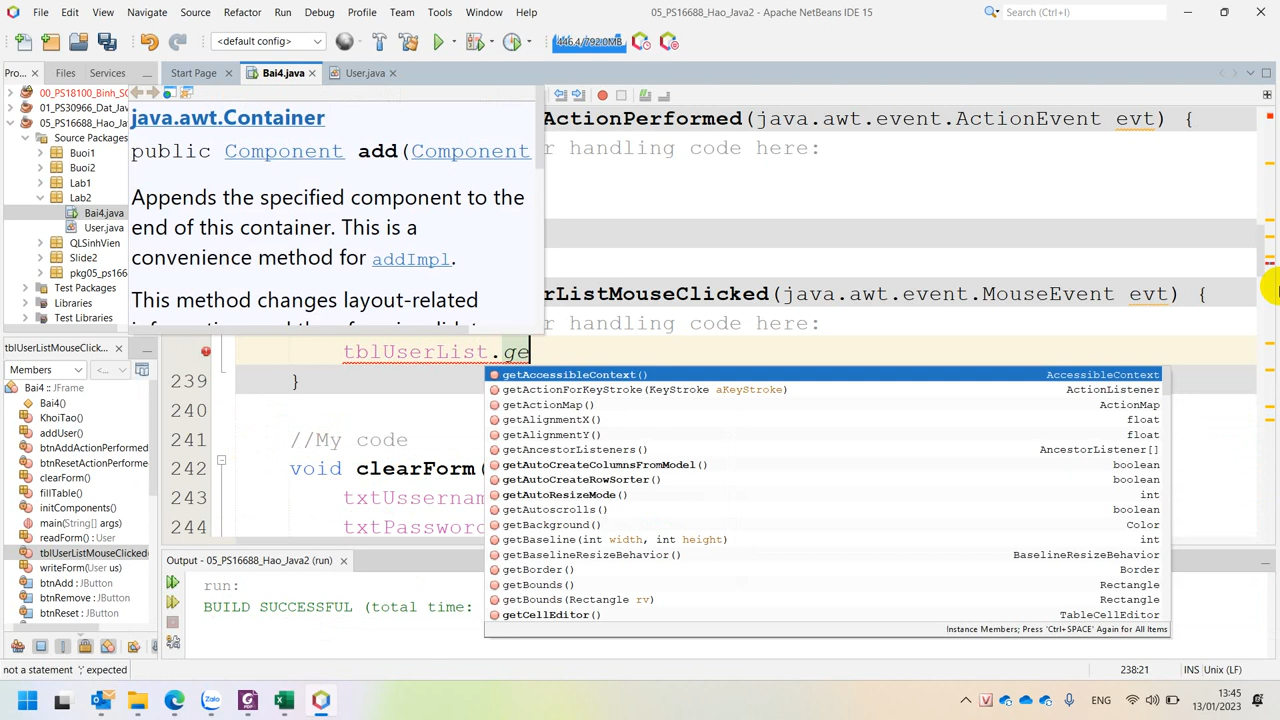 File Edit View Navigate Source Refactor Run Debug Profile Team Tools Window Help
05_PS16688_Hao_Java2 - Apache NetBeans IDE 15
Search (Ctrl+I)
<default config>
446.4/792.0MB
Pro... Files Services
Start Page Bai4.java User.java
00_PS18100_Binh_SO
01_PS30966_Dat_Jav
05_PS16688_Hao_Jav
Source Packages
Buoi1
Buoi2
Lab1
Lab2
Bai4.java
User.java
QLSinhVien
Slide2
pkg05_ps166
Test Packages
Libraries
Test Libraries
java.awt.Container
public Component add(Component
Appends the specified component to the
end of this container. This is a
convenience method for addImpl.
This method changes layout-related
ActionPerformed(java.awt.event.ActionEvent evt) {
r handling code here:
erListMouseClicked(java.awt.event.MouseEvent evt) {
r handling code here:
tblUserList.ge
239 }
240
241 //My code
242 void clearForm(
243 txtUssernam
244 txtPassword
getAccessibleContext() AccessibleContext
getActionForKeyStroke(KeyStroke aKeyStroke) ActionListener
getActionMap() ActionMap
getAlignmentX() float
getAlignmentY() float
getAncestorListeners() AncestorListener[]
getAutoCreateColumnsFromModel() boolean
getAutoCreateRowSorter() boolean
getAutoResizeMode() int
getAutoscrolls() boolean
getBackground() Color
getBaseline(int width, int height) int
getBaselineResizeBehavior() BaselineResizeBehavior
getBorder() Border
getBounds() Rectangle
getBounds(Rectangle rv) Rectangle
getCellEditor() TableCellEditor
Instance Members; Press 'Ctrl+SPACE' Again for All Items
tblUserListMouseClick...
Members <...>
Bai4 :: JFrame
Bai4()
KhoiTao()
addUser()
btnAddActionPerformed
btnResetActionPerformed
clearForm()
fillTable()
initComponents()
main(String[] args)
readForm() : User
tblUserListMouseClicked(
writeForm(User us)
btnAdd : JButton
btnRemove : JButton
btnReset : JButton
Output - 05_PS16688_Hao_Java2 (run)
run:
BUILD SUCCESSFUL (total time:
not a statement ';' expected
238:21 INS Unix (LF)
ENG
13:45
13/01/2023